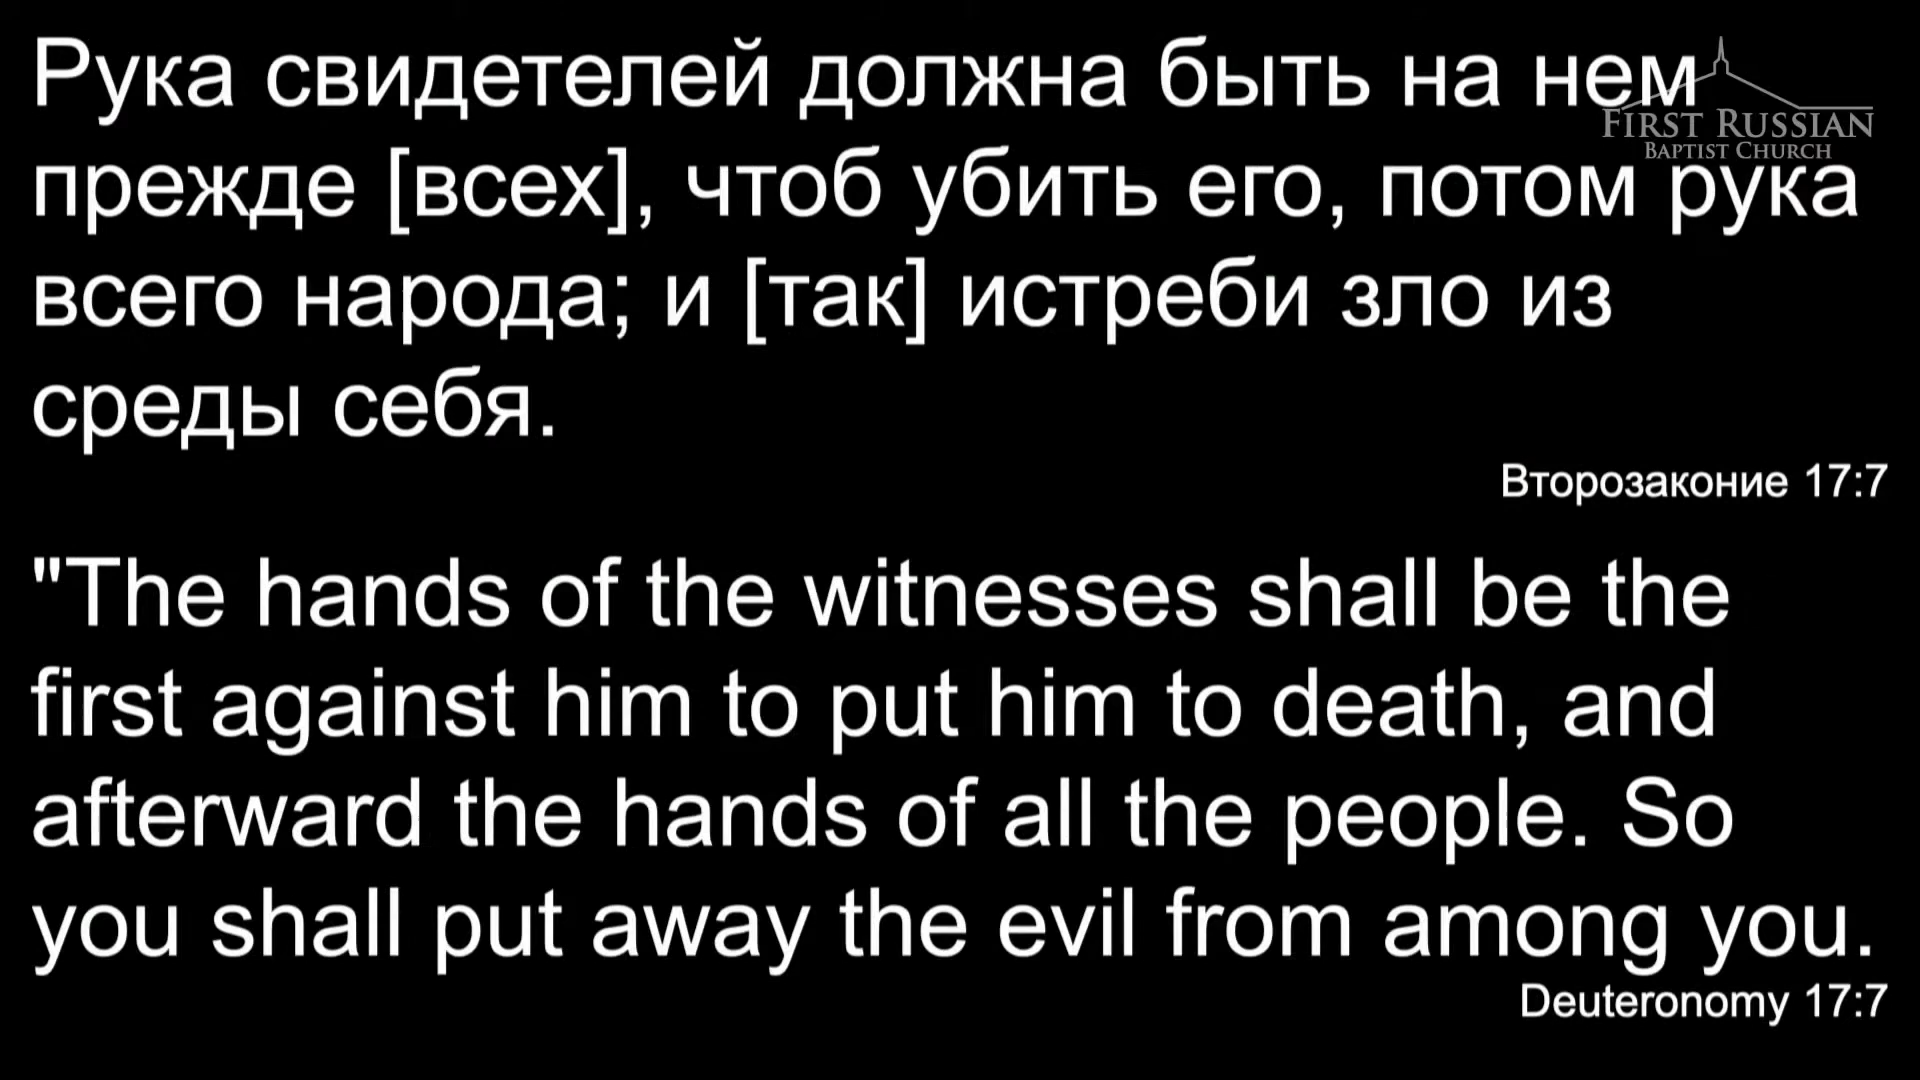 Рука свидетелей должна быть на нем
прежде [всех], чтоб убить его, потом рука
всего народа; и [так] истреби зло из
среды себя.
Второзаконие 17:7
"The hands of the witnesses shall be the
first against him to put him to death, and
afterward the hands of all the people. So
you shall put away the evil from among you.
Deuteronomy 17:7
FIRST RUSSIAN
BAPTIST CHURCH